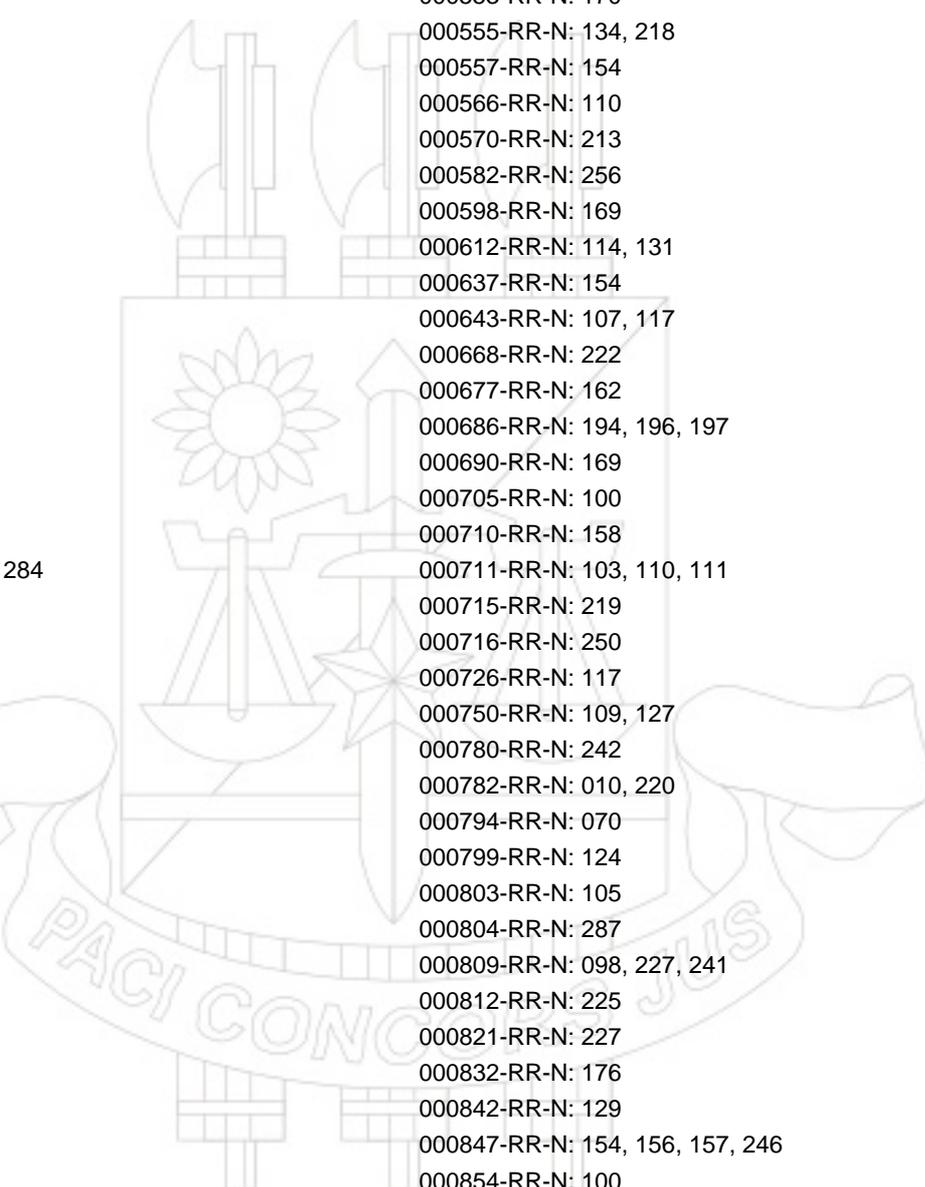 000555-RR-N: 134, 218
000557-RR-N: 154
000566-RR-N: 110
000570-RR-N: 213
000582-RR-N: 256
000598-RR-N: 169
000612-RR-N: 114, 131
000637-RR-N: 154
000643-RR-N: 107, 117
000668-RR-N: 222
000677-RR-N: 162
000686-RR-N: 194, 196, 197
000690-RR-N: 169
000705-RR-N: 100
000710-RR-N: 158
284
000711-RR-N: 103, 110, 111
000715-RR-N: 219
000716-RR-N: 250
000726-RR-N: 117
000750-RR-N: 109, 127
000780-RR-N: 242
000782-RR-N: 010, 220
000794-RR-N: 070
000799-RR-N: 124
000803-RR-N: 105
000804-RR-N: 287
000809-RR-N: 098, 227, 241
000812-RR-N: 225
000821-RR-N: 227
000832-RR-N: 176
000842-RR-N: 129
000847-RR-N: 154, 156, 157, 246
000854-RR-N: 100
PACI CONCORS JUS